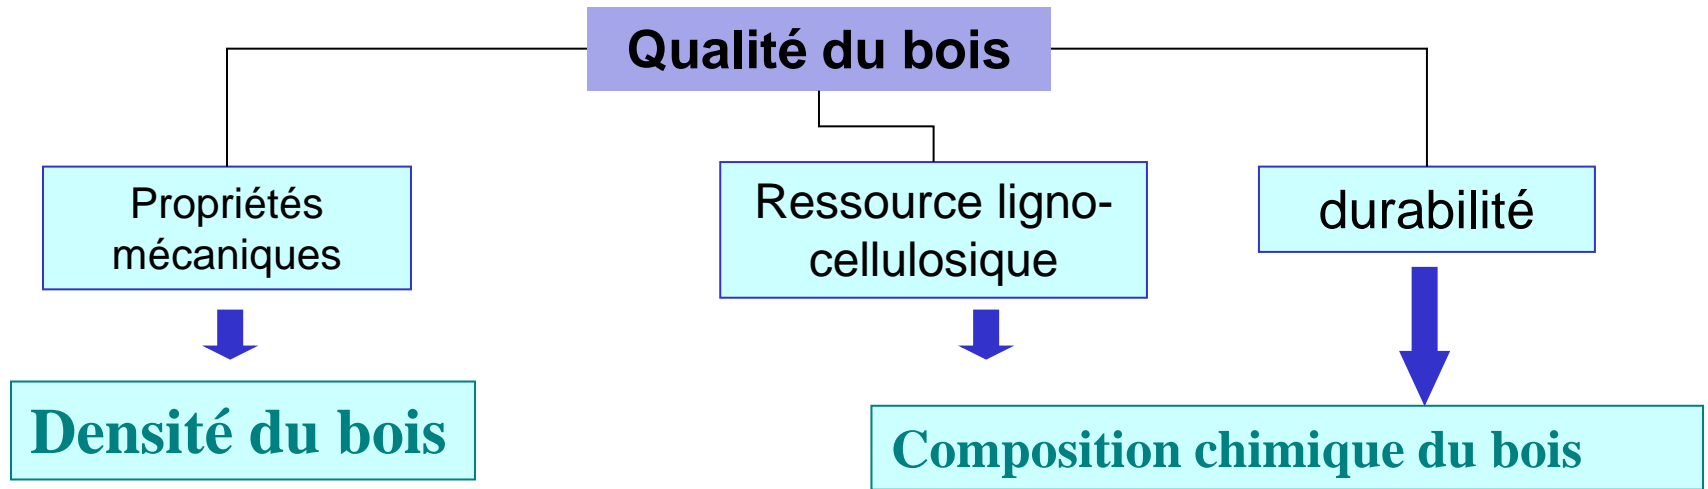 Qualité du bois
Propriétés
mécaniques
Ressource ligno-
cellulosique
durabilité
Densité du bois
Composition chimique du bois